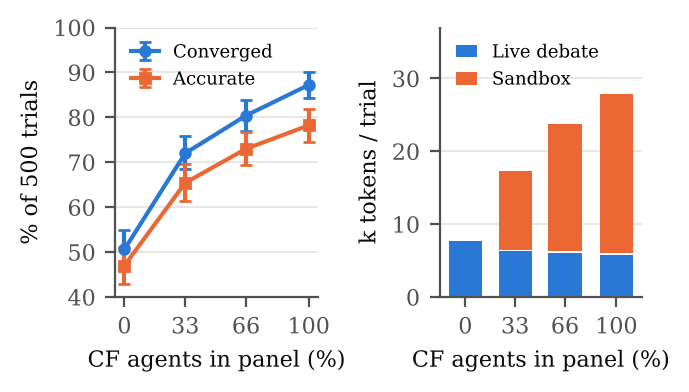 % of 500 trials
100
90
80
70
60
50
40
Converged
Accurate
0 33 66 100
CF agents in panel (%)
k tokens / trial
30
20
10
0
Live debate
Sandbox
0 33 66 100
CF agents in panel (%)